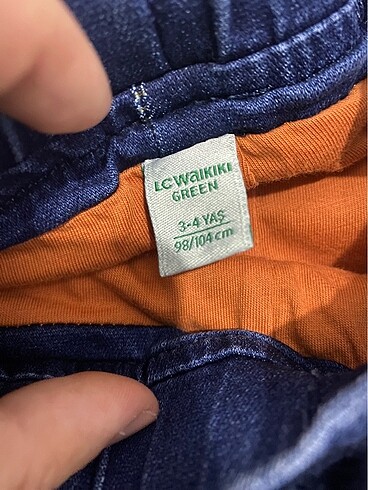 LC WAIKIKI
GREEN
3-4 YAŞ
98/104 cm